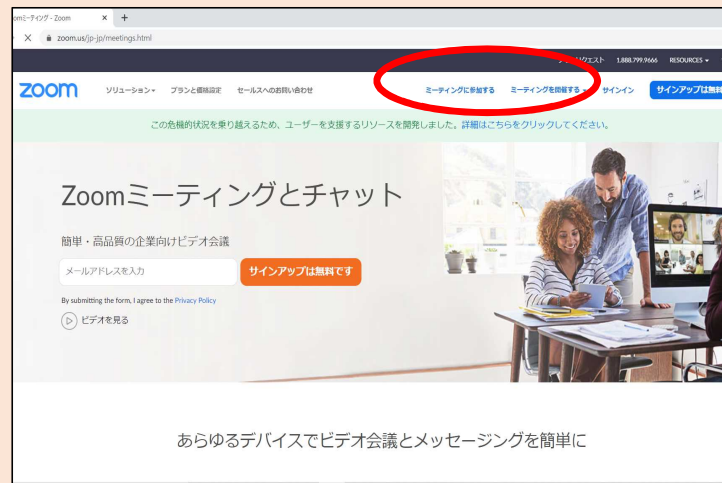 Zoom
zoom.us/jp-jp/meetings.html
1.888.799.9666 RESOURCES
zoom ソリューション プランと価格設定 セールスへのお問い合わせ ミーティングに参加する ミーティングを開催する サインイン サインアップは無料
この危機的状況を乗り越えるため、ユーザーを支援するリソースを開発しました。詳細はこちらをクリックしてください。
Zoomミーティングとチャット
簡単・高品質の企業向けビデオ会議
メールアドレスを入力 サインアップは無料です
By submitting the form, I agree to the Privacy Policy
ビデオを見る
あらゆるデバイスでビデオ会議とメッセージングを簡単に